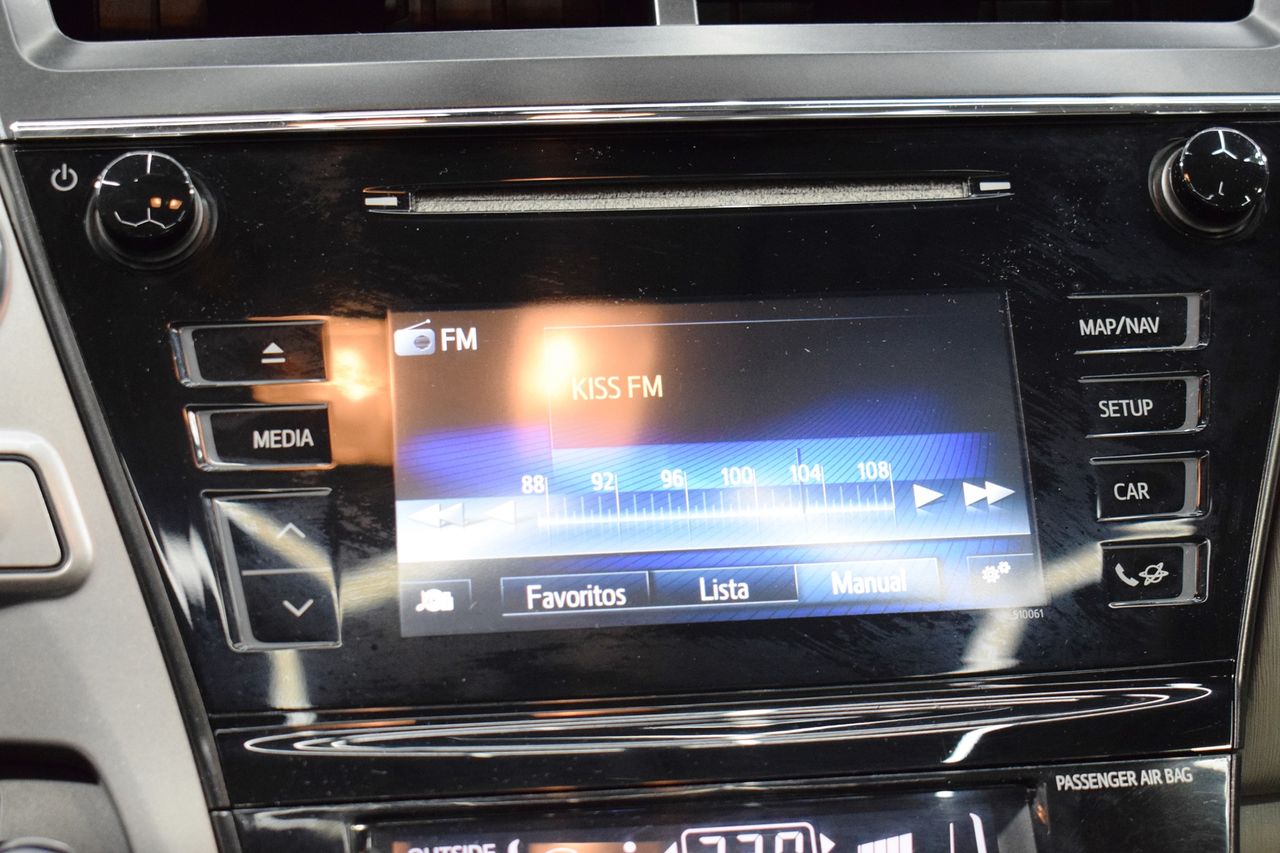 FM
KISS FM
88 92 96 100 104 108
Favoritos Lista Manual
MEDIA
MAP/NAV
SETUP
CAR
510061
PASSENGER AIR BAG
OUTSIDE